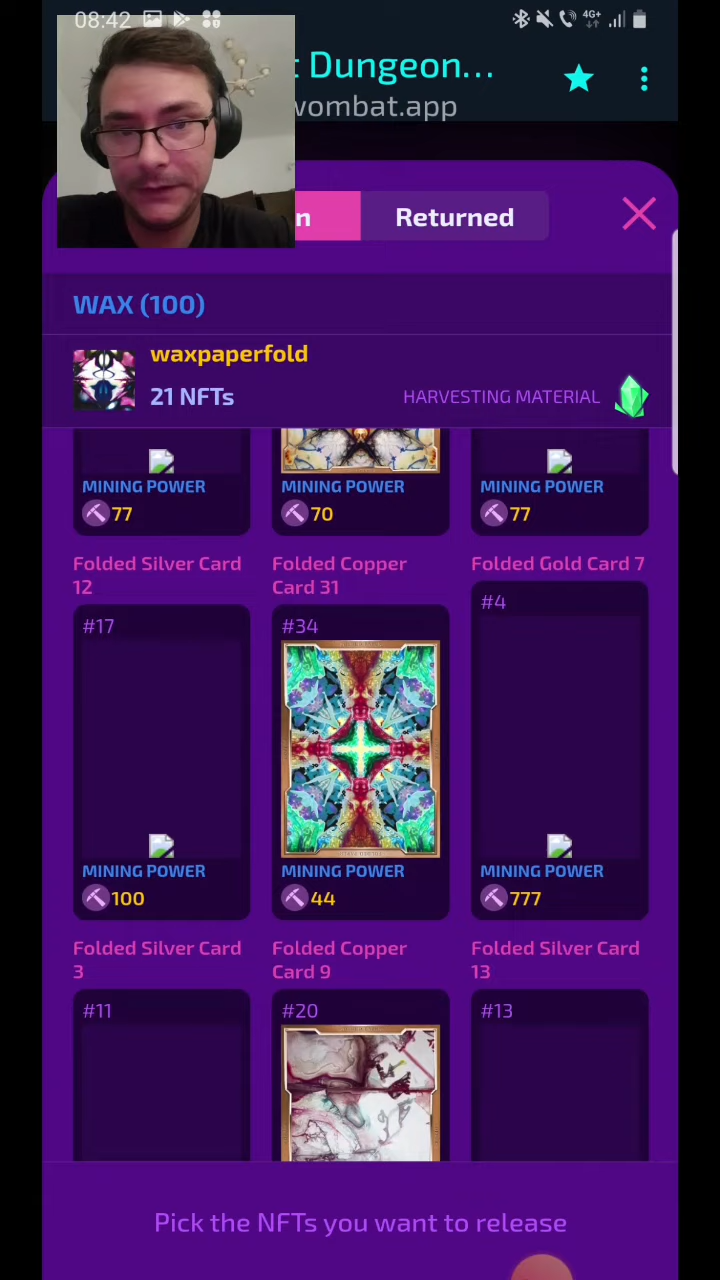 08:42
4G+
Dungeon...
wombat.app
Returned
WAX (100)
waxpaperfold
21 NFTs
HARVESTING MATERIAL
MINING POWER
77
MINING POWER
70
MINING POWER
77
Folded Silver Card
12
#17
MINING POWER
100
Folded Copper
Card 31
#34
MINING POWER
44
Folded Gold Card 7
#4
MINING POWER
777
Folded Silver Card
3
#11
Folded Copper
Card 9
#20
Folded Silver Card
13
#13
Pick the NFTs you want to release